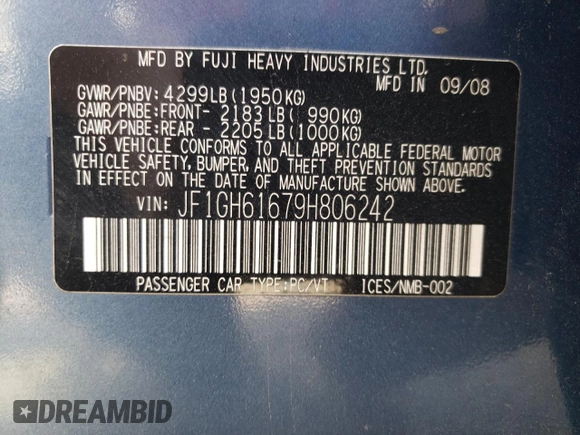 MFD BY FUJI HEAVY INDUSTRIES LTD.
MFD IN 09/08
GVWR/PNBV: 4299LB (1950KG)
GAWR/PNBE:FRONT- 2183LB ( 990KG)
GAWR/PNBE:REAR - 2205LB (1000KG)
THIS VEHICLE CONFORMS TO ALL APPLICABLE FEDERAL MOTOR
VEHICLE SAFETY, BUMPER, AND THEFT PREVENTION STANDARDS
IN EFFECT ON THE DATE OF MANUFACTURE SHOWN ABOVE.
VIN: JF1GH61679H806242
PASSENGER CAR TYPE:PC/VT ICES/NMB-002
DREAMBID